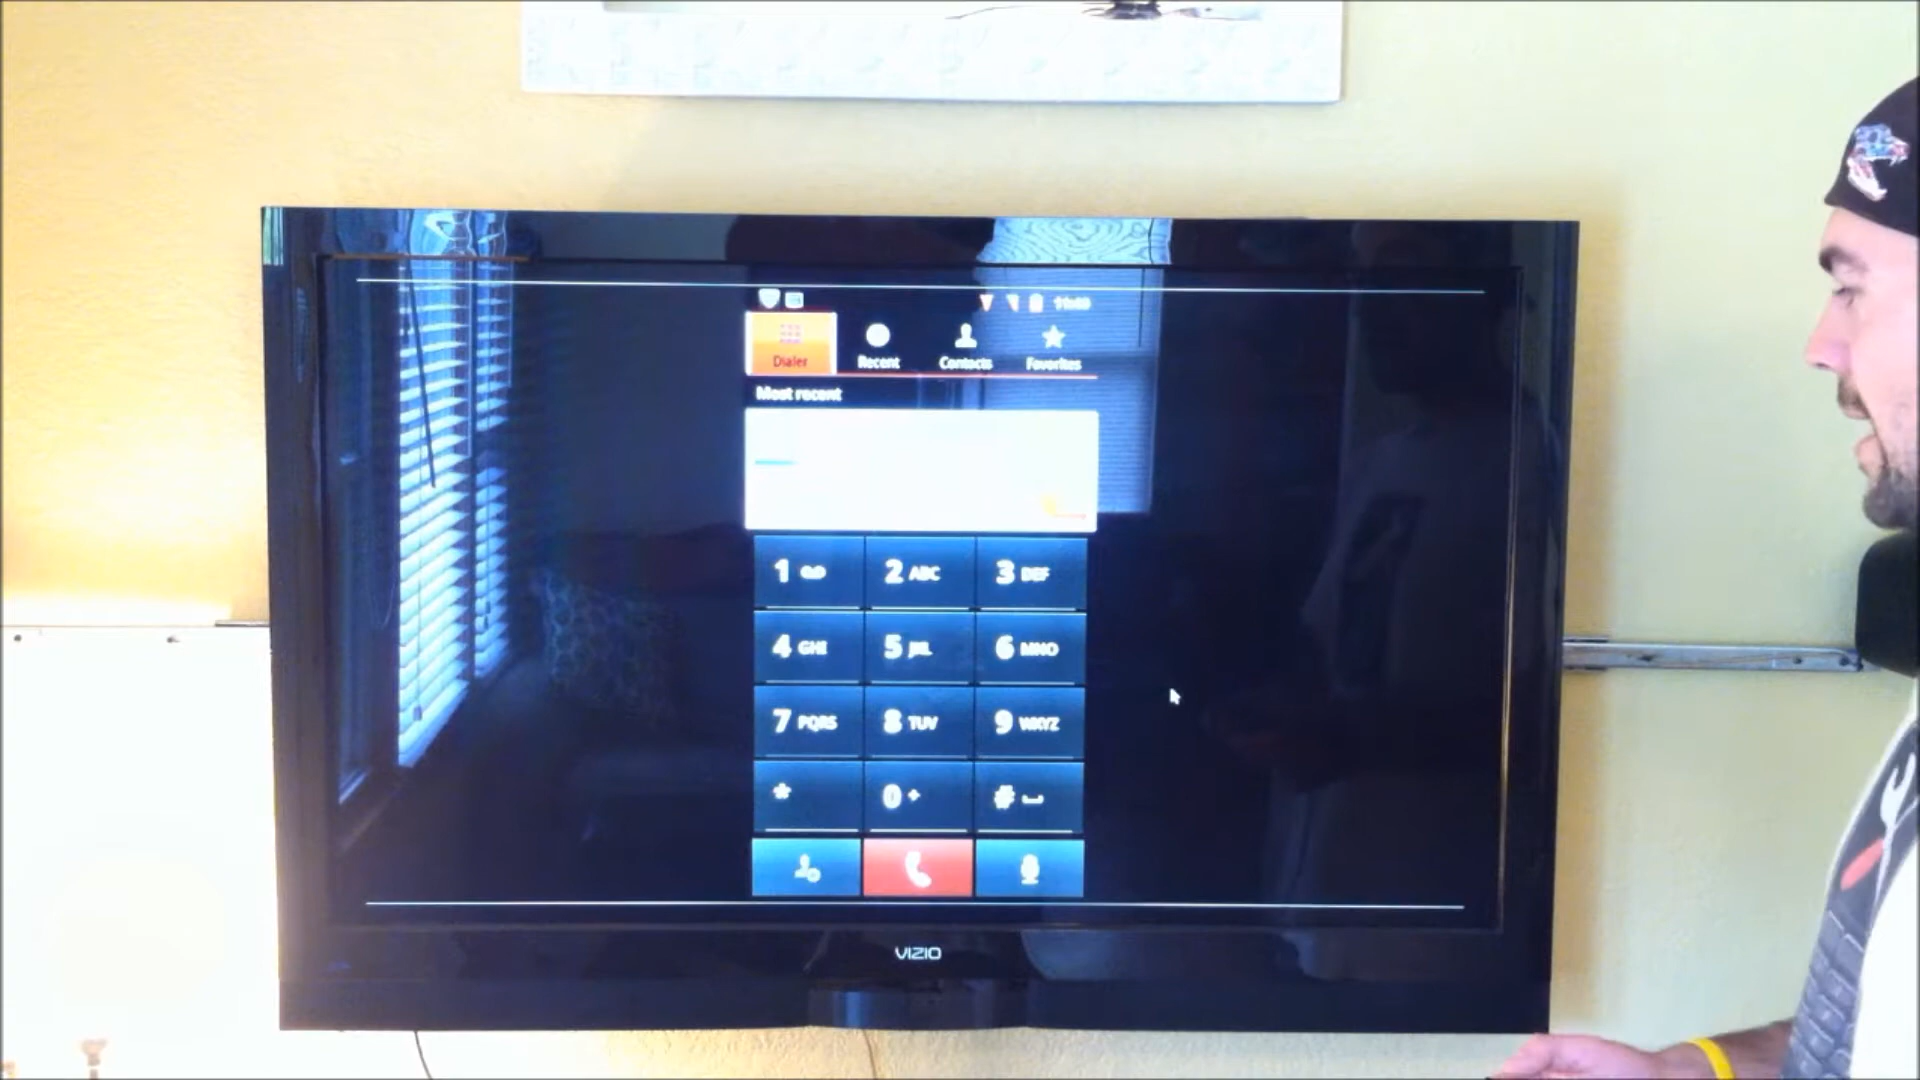 Dialer
Recent
Contacts
Favorites
Most recent
1
2 ABC
3 DEF
4 GHI
5 JKL
6 MNO
7 PQRS
8 TUV
9 WXYZ
*
0 +
#
VIZIO